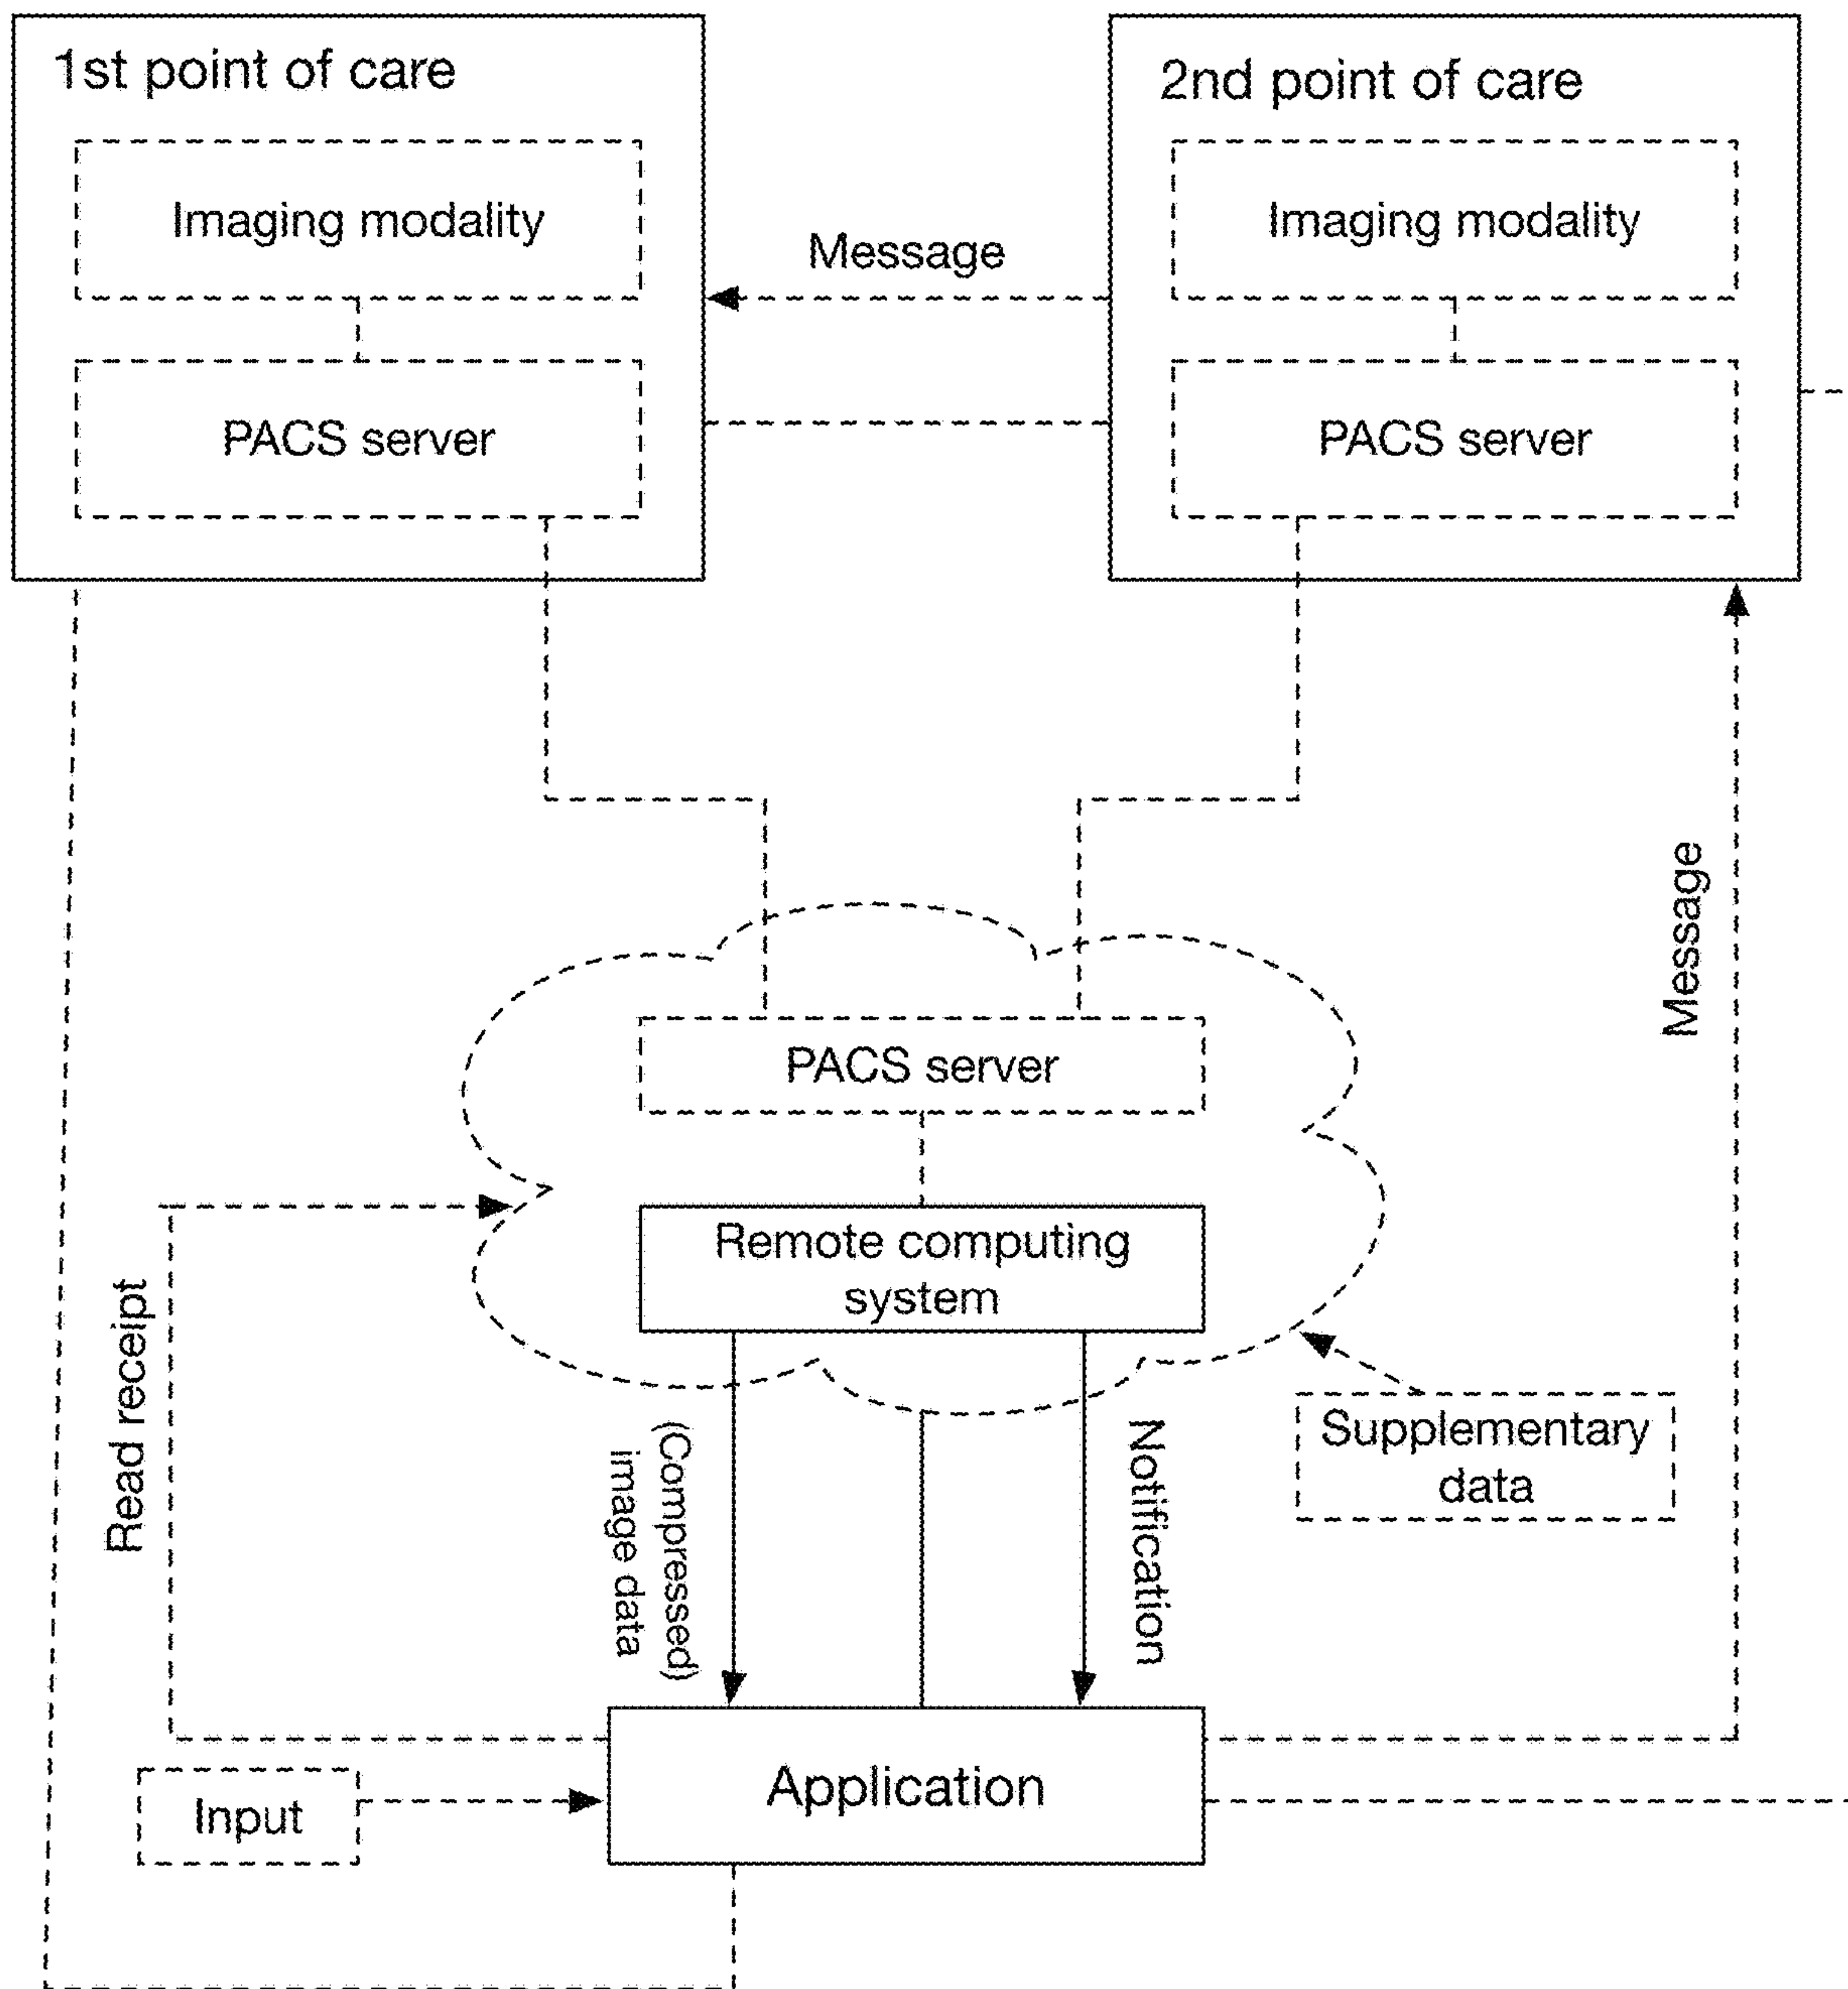 1st point of care
2nd point of care
Imaging modality
Imaging modality
Message
PACS server
PACS server
Message
PACS server
Remote computing
system
Read receipt
(Compressed)
image data
Notification
Supplementary
data
Application
Input